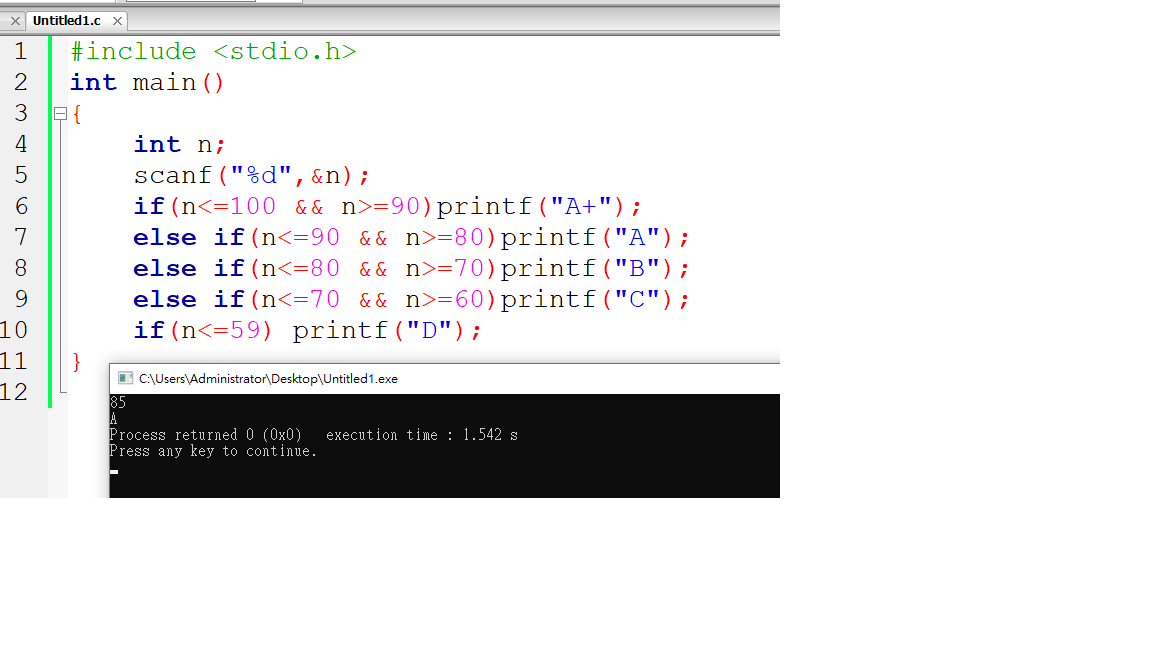 Untitled1.c
1 #include <stdio.h>
2 int main()
3 {
4 int n;
5 scanf("%d",&n);
6 if(n<=100 && n>=90)printf("A+");
7 else if(n<=90 && n>=80)printf("A");
8 else if(n<=80 && n>=70)printf("B");
9 else if(n<=70 && n>=60)printf("C");
10 if(n<=59) printf("D");
11 }
12
C:\Users\Administrator\Desktop\Untitled1.exe
85
A
Process returned 0 (0x0) execution time : 1.542 s
Press any key to continue.